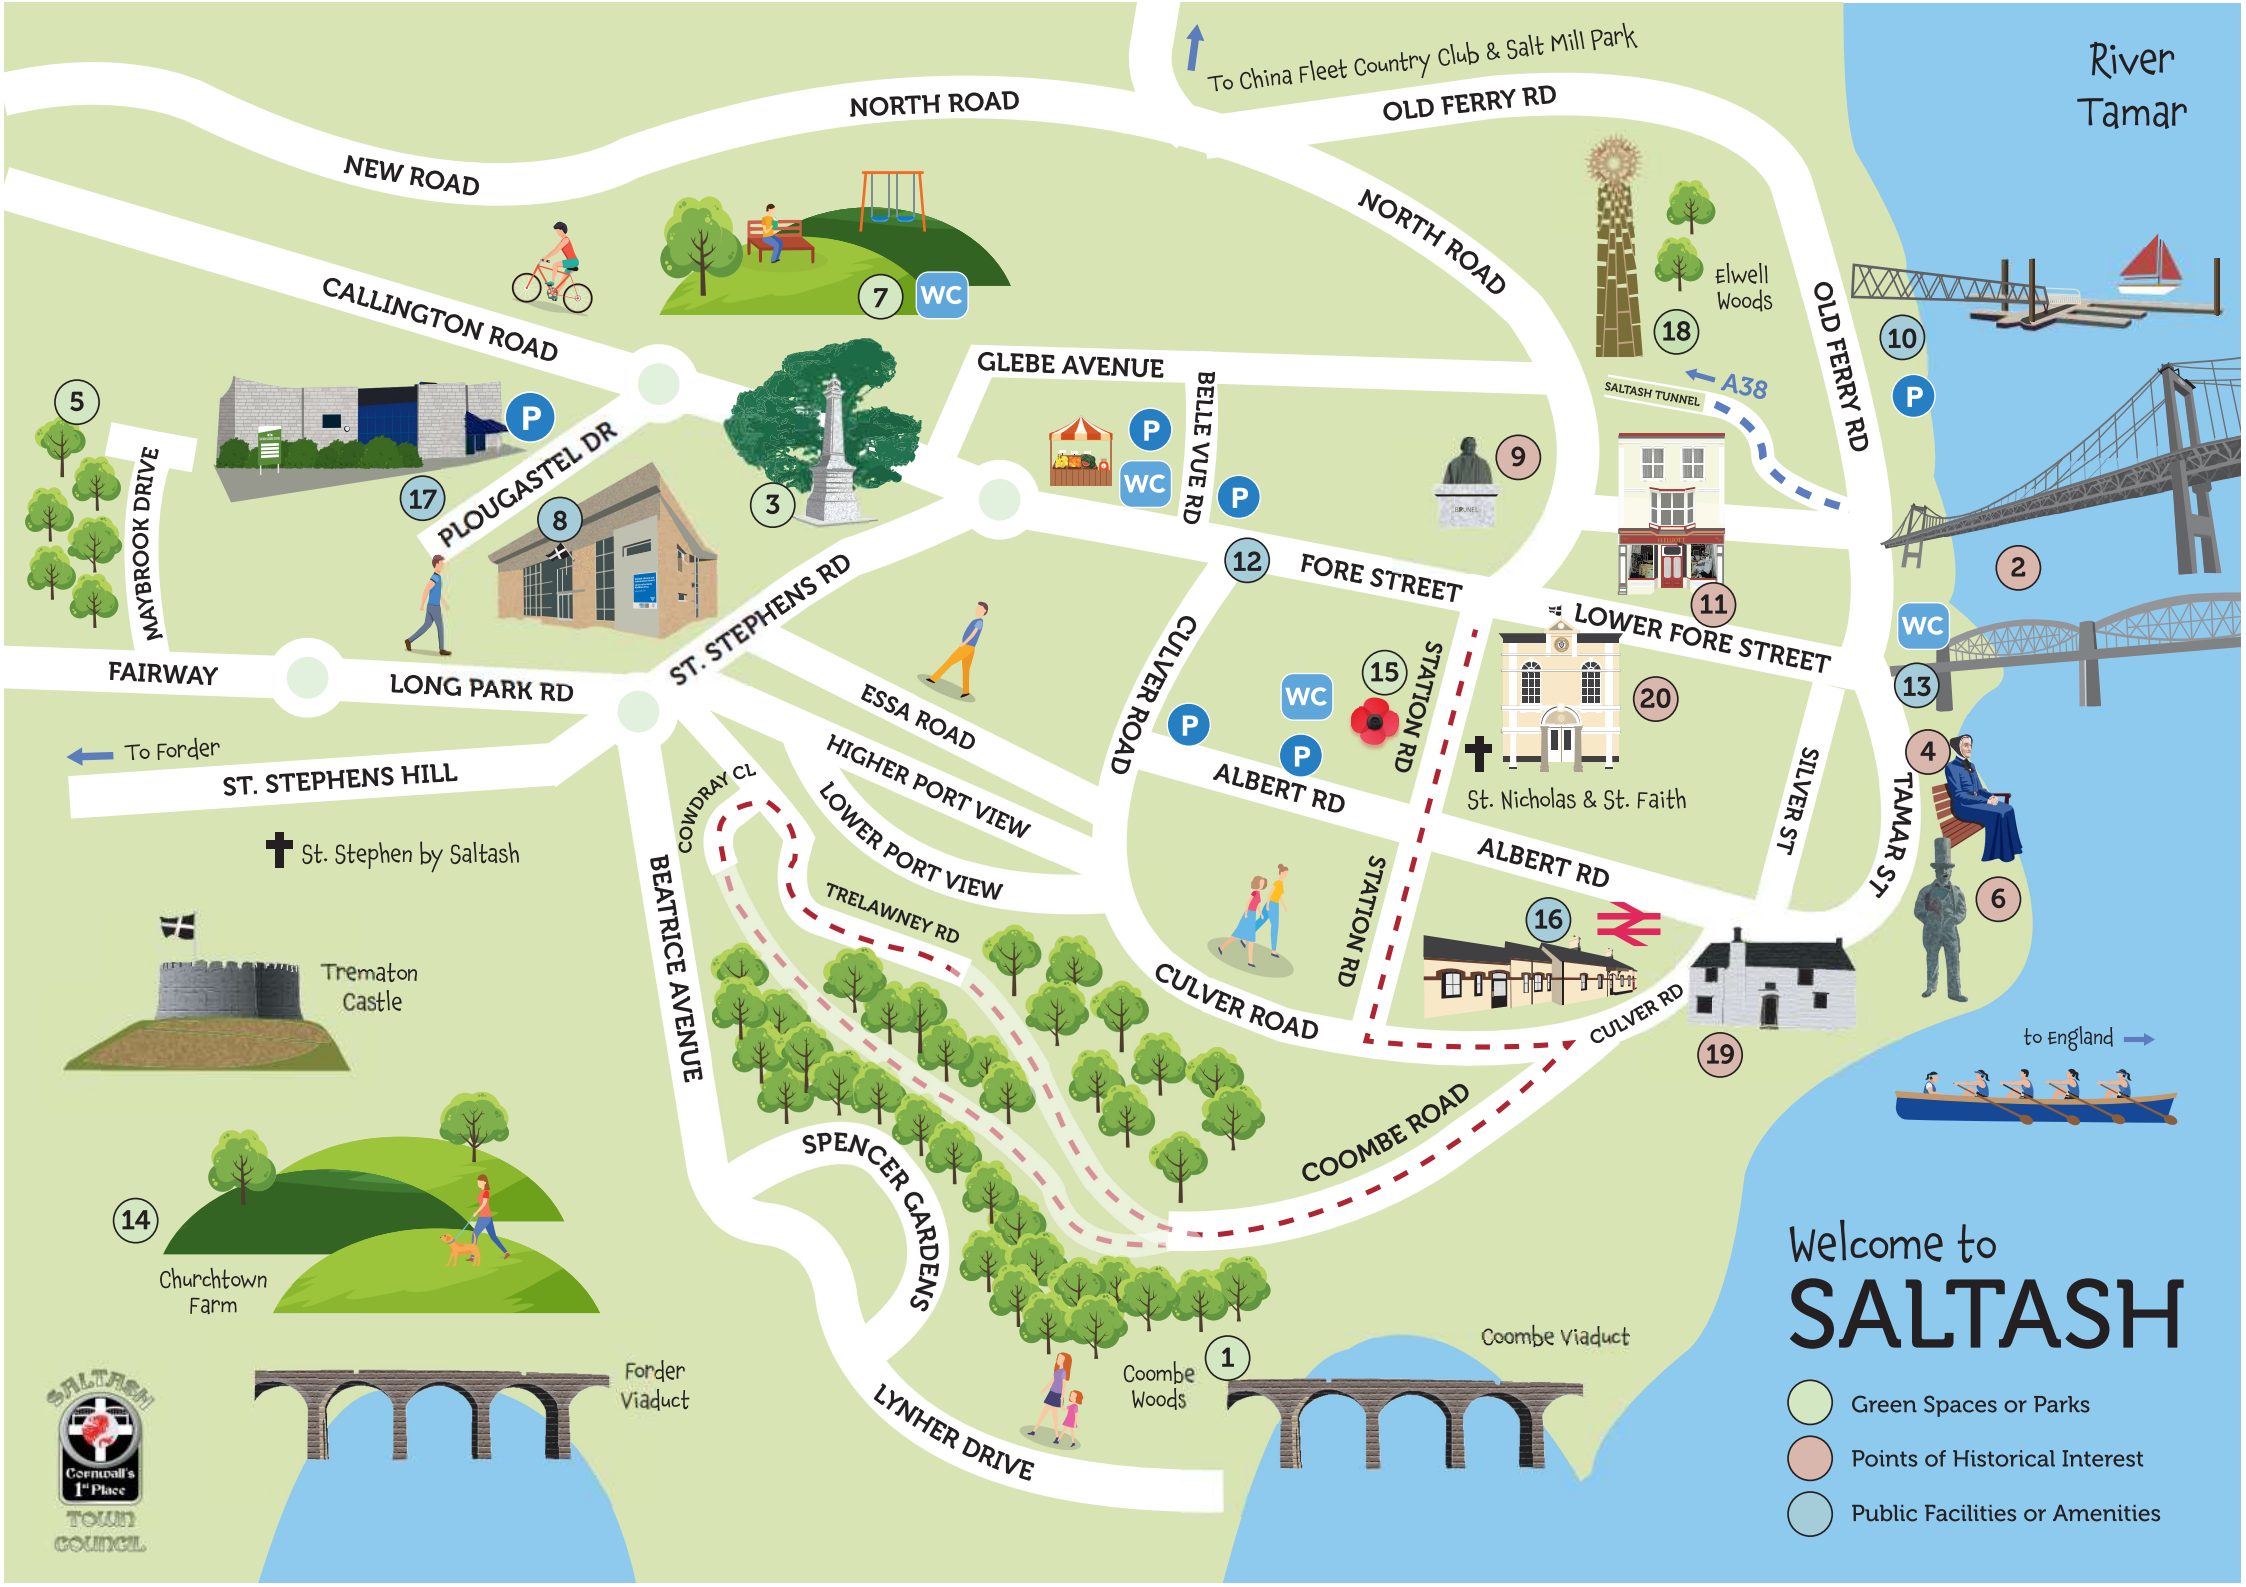 To China Fleet Country Club & Salt Mill Park
River
Tamar
NORTH ROAD
OLD FERRY RD
NEW ROAD
NORTH ROAD
CALLINGTON ROAD
7
WC
Elwell
Woods
18
OLD FERRY RD
10
P
GLEBE AVENUE
BELLE VUE RD
SALTASH TUNNEL
A38
5
MAYBROOK DRIVE
P
17
PLOUGASTEL DR
8
3
P
WC
P
9
BRUNEL
ELLIOTT
11
2
12
FORE STREET
LOWER FORE STREET
WC
13
ST. STEPHENS RD
FAIRWAY
LONG PARK RD
ESSA ROAD
CULVER ROAD
15
WC
P
P
STATION RD
20
4
To Forder
ST. STEPHENS HILL
COWDRAY CL
HIGHER PORT VIEW
LOWER PORT VIEW
ALBERT RD
St. Nicholas & St. Faith
SILVER ST
TAMAR ST
St. Stephen by Saltash
BEATRICE AVENUE
TRELAWNEY RD
STATION RD
ALBERT RD
16
6
Trematon
Castle
CULVER ROAD
CULVER RD
19
to England
COOMBE ROAD
SPENCER GARDENS
14
Churchtown
Farm
Welcome to
SALTASH
Coombe Viaduct
1
Coombe
Woods
Forder
Viaduct
LYNHER DRIVE
Green Spaces or Parks
Points of Historical Interest
Public Facilities or Amenities
SALTASH
Cornwall's
1st Place
TOWN
COUNCIL